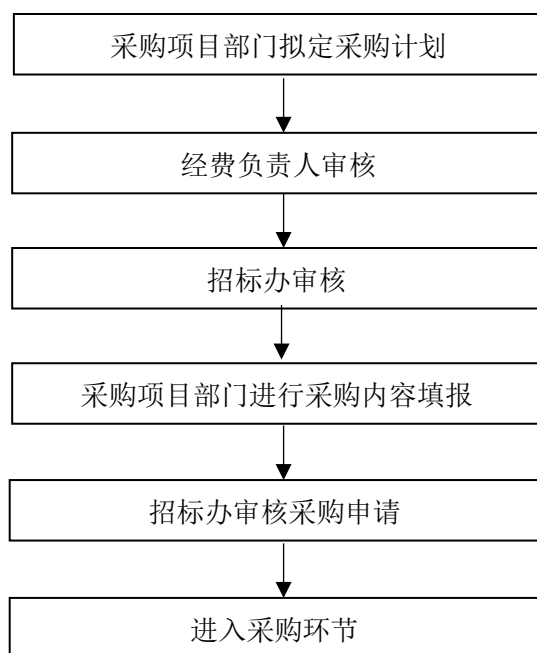 采购项目部门拟定采购计划
经费负责人审核
招标办审核
采购项目部门进行采购内容填报
招标办审核采购申请
进入采购环节